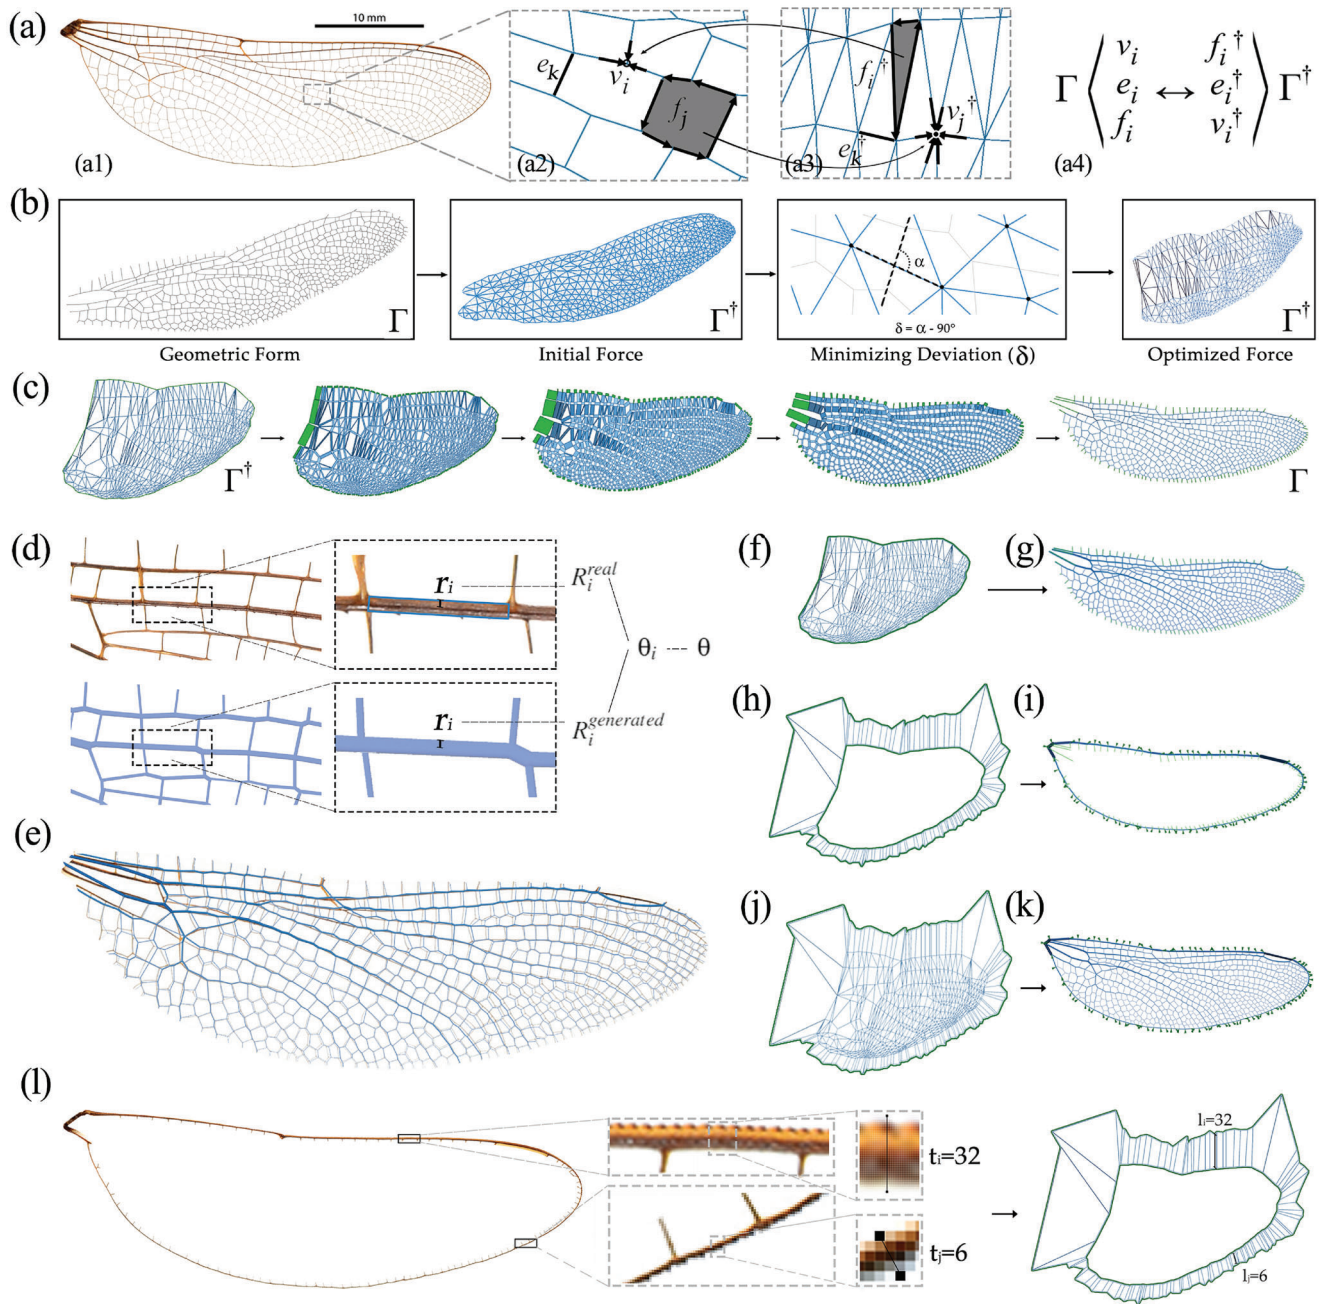 (a)
10 mm
(a1)
e_k
v_i
f_j
(a2)
f_i†
v_j†
e_k†
(a3)
Γ
v_i
e_i
f_i
↔
f_i†
e_i†
v_i†
Γ†
(a4)
(b)
Γ
Geometric Form
Γ†
Initial Force
α
δ = α - 90°
Minimizing Deviation (δ)
Γ†
Optimized Force
(c)
Γ†
Γ
(d)
r_i
R_i^real
θ_i --- θ
r_i
R_i^generated
(e)
(f)
(g)
(h)
(i)
(j)
(k)
(l)
t_i=32
t_j=6
l_i=32
l_j=6